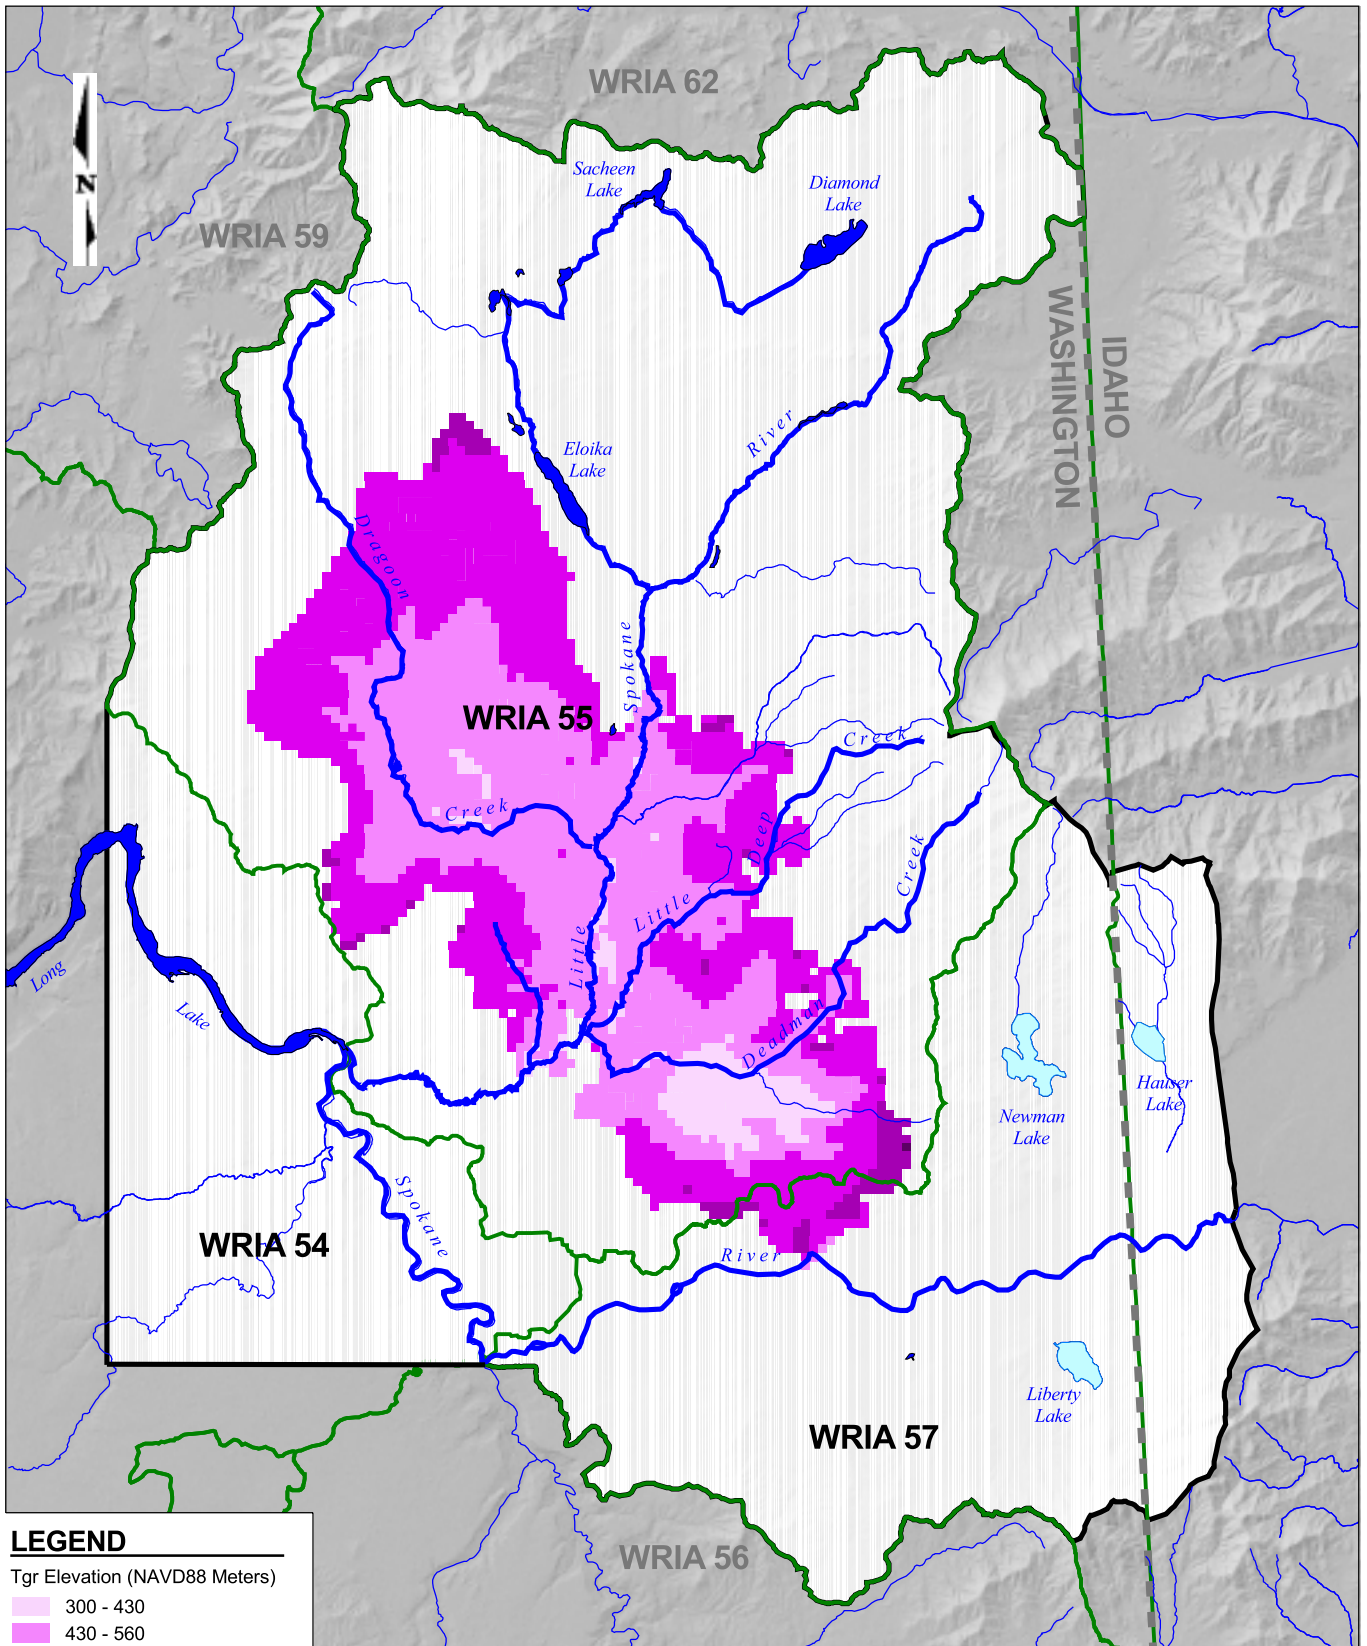 WRIA 62
Sacheen
Lake
Diamond
Lake
N
WRIA 59
WASHINGTON
IDAHO
River
Eloika
Lake
Dragoon
Spokane
WRIA 55
Creek
Creek
Deep
Creek
Little
Little
Long
Lake
Deadman
Hauser
Lake
Newman
Lake
Spokane
WRIA 54
River
Liberty
Lake
WRIA 57
WRIA 56
LEGEND
Tgr Elevation (NAVD88 Meters)
300 - 430
430 - 560